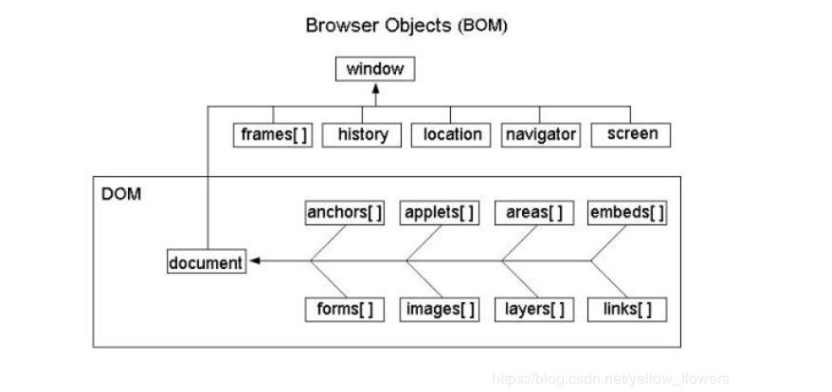 Browser Objects (BOM)
window
frames[ ] history location navigator screen
DOM
anchors[ ] applets[ ] areas[ ] embeds[ ]
document
forms[ ] images[ ] layers[ ] links[ ]
https://blog.csdn.net/yellow_flowers